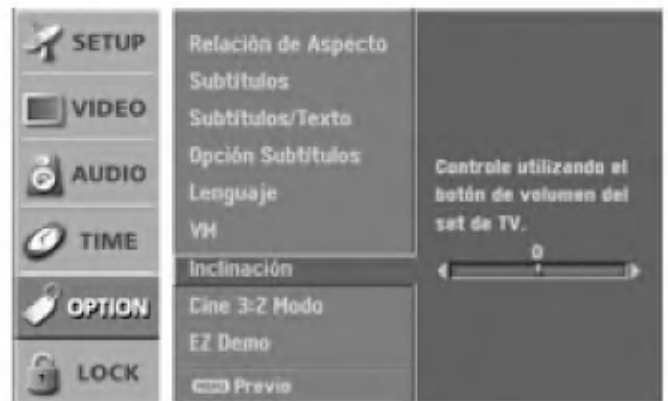 SETUP
VIDEO
AUDIO
TIME
OPTION
LOCK
Relación de Aspecto
Subtítulos
Subtítulos/Texto
Opción Subtítulos
Lenguaje
VM
Inclinación
Cine 3:2 Modo
EZ Demo
MENU Previo
Controle utilizando el
botón de volumen del
set de TV.
0